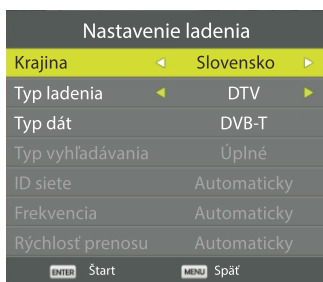 Nastavenie ladenia
Krajina Slovensko
Typ ladenia DTV
Typ dát DVB-T
Typ vyhľadávania Úplné
ID siete Automaticky
Frekvencia Automaticky
Rýchlosť prenosu Automaticky
ENTER Štart MENU Späť